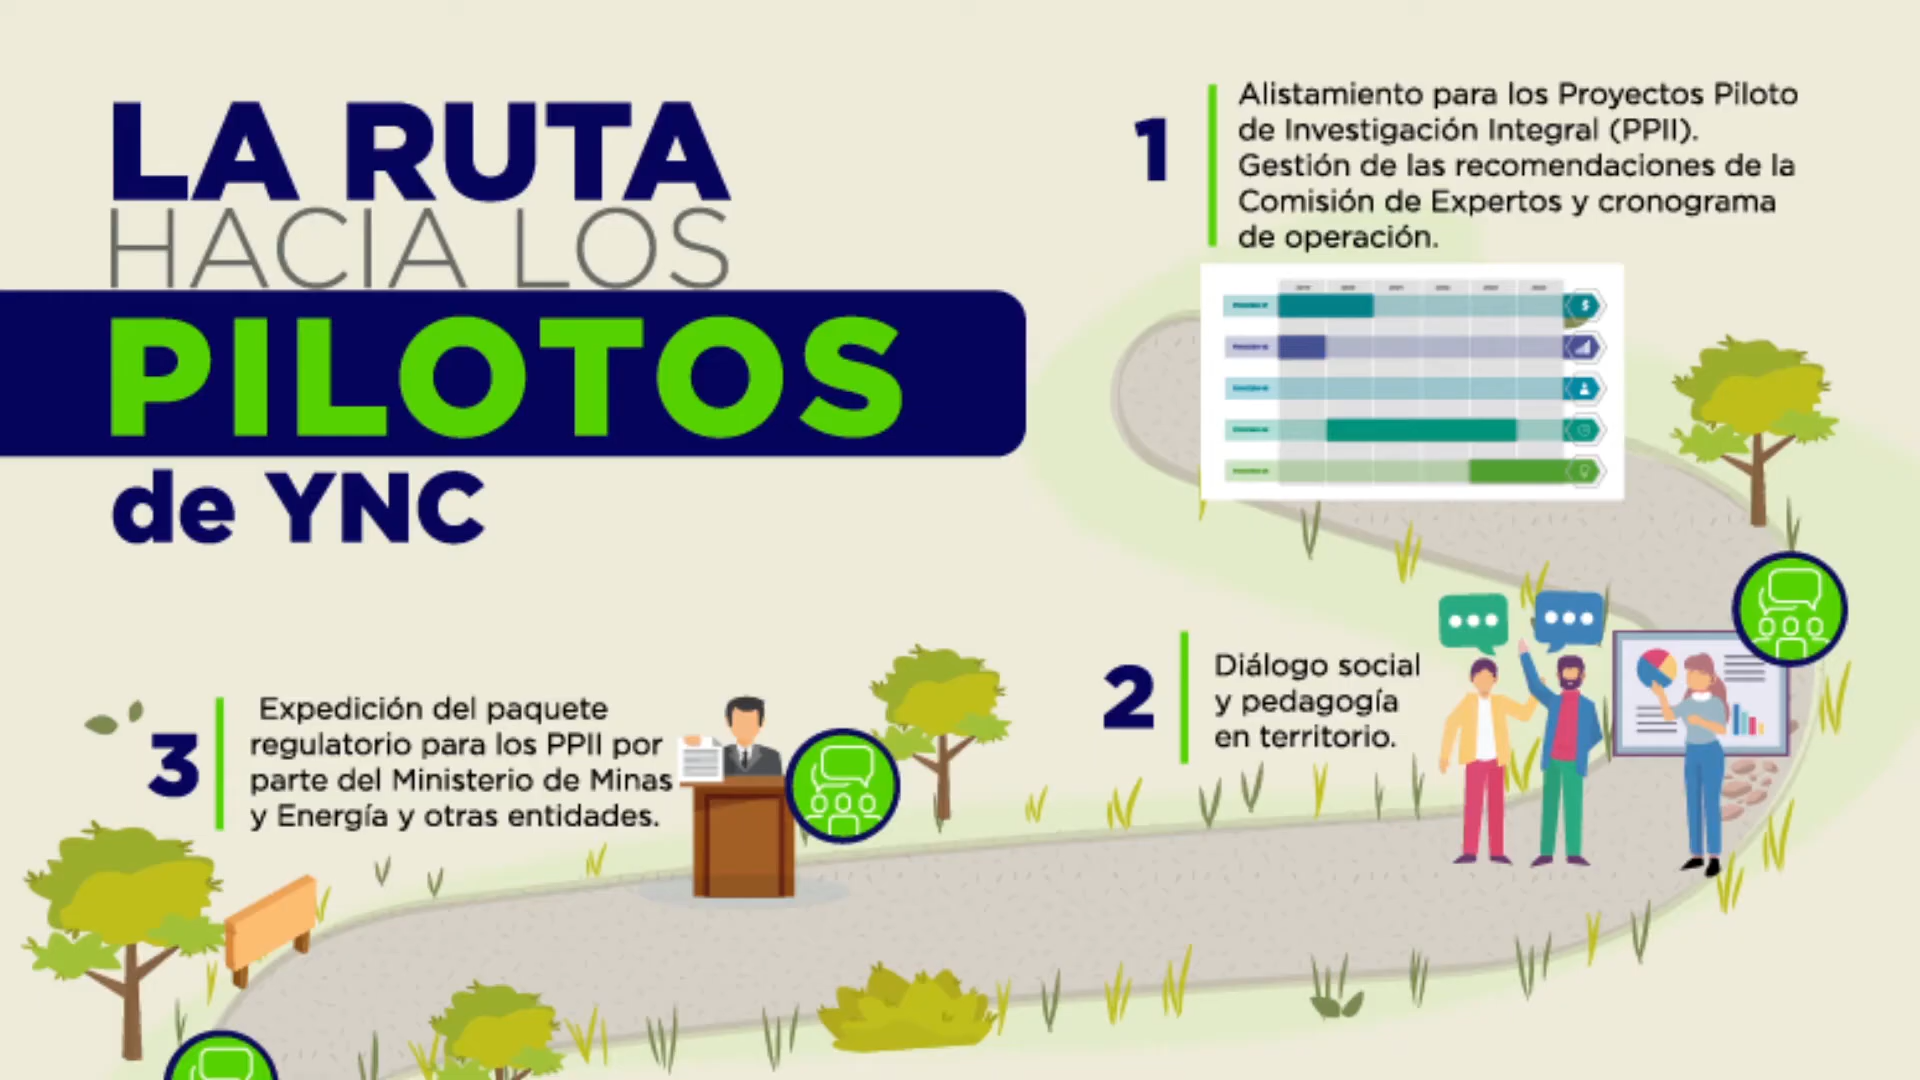 LA RUTA
HACIA LOS
PILOTOS
de YNC
1
Alistamiento para los Proyectos Piloto
de Investigación Integral (PPII).
Gestión de las recomendaciones de la
Comisión de Expertos y cronograma
de operación.
2
Diálogo social
y pedagogía
en territorio.
3
Expedición del paquete
regulatorio para los PPII por
parte del Ministerio de Minas
y Energía y otras entidades.